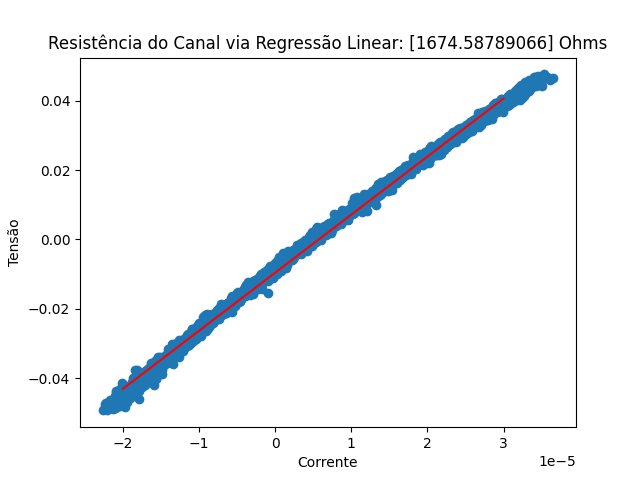 Resistência do Canal via Regressão Linear: [1674.58789066] Ohms
Tensão
0.04
0.02
0.00
−0.02
−0.04
−2
−1
0
1
2
3
1e−5
Corrente